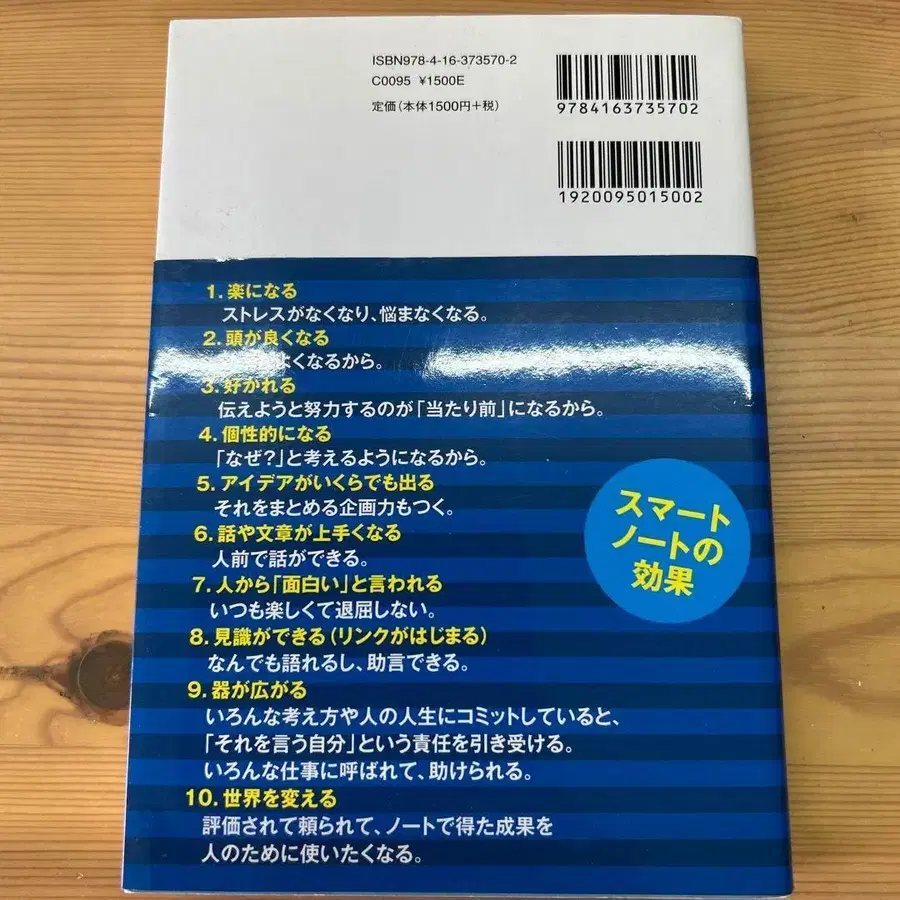 ISBN978-4-16-373570-2
C0095 ¥1500E
定価(本体1500円+税)
9784163735702
1920095015002
1.楽になる
ストレスがなくなり、悩まなくなる。
2.頭が良くなる
よくなるから。
3.好かれる
伝えようと努力するのが「当たり前」になるから。
4.個性的になる
「なぜ?」と考えるようになるから。
5.アイデアがいくらでも出る
それをまとめる企画力もつく。
6.話や文章が上手くなる
人前で話ができる。
7.人から「面白い」と言われる
いつも楽しくて退屈しない。
8.見識ができる(リンクがはじまる)
なんでも語れるし、助言できる。
9.器が広がる
いろんな考え方や人の人生にコミットしていると、
「それを言う自分」という責任を引き受ける。
いろんな仕事に呼ばれて、助けられる。
10.世界を変える
評価されて頼られて、ノートで得た成果を
人のために使いたくなる。
スマート
ノートの
効果